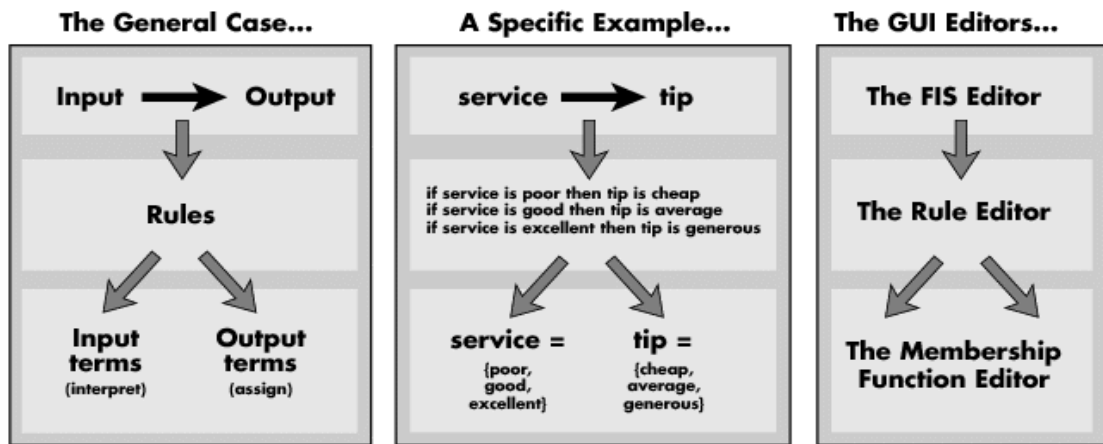 The General Case...
Input Output
Rules
Input
terms
(interpret)
Output
terms
(assign)
A Specific Example...
service tip
if service is poor then tip is cheap
if service is good then tip is average
if service is excellent then tip is generous
service =
{poor,
good,
excellent}
tip =
{cheap,
average,
generous}
The GUI Editors...
The FIS Editor
The Rule Editor
The Membership
Function Editor